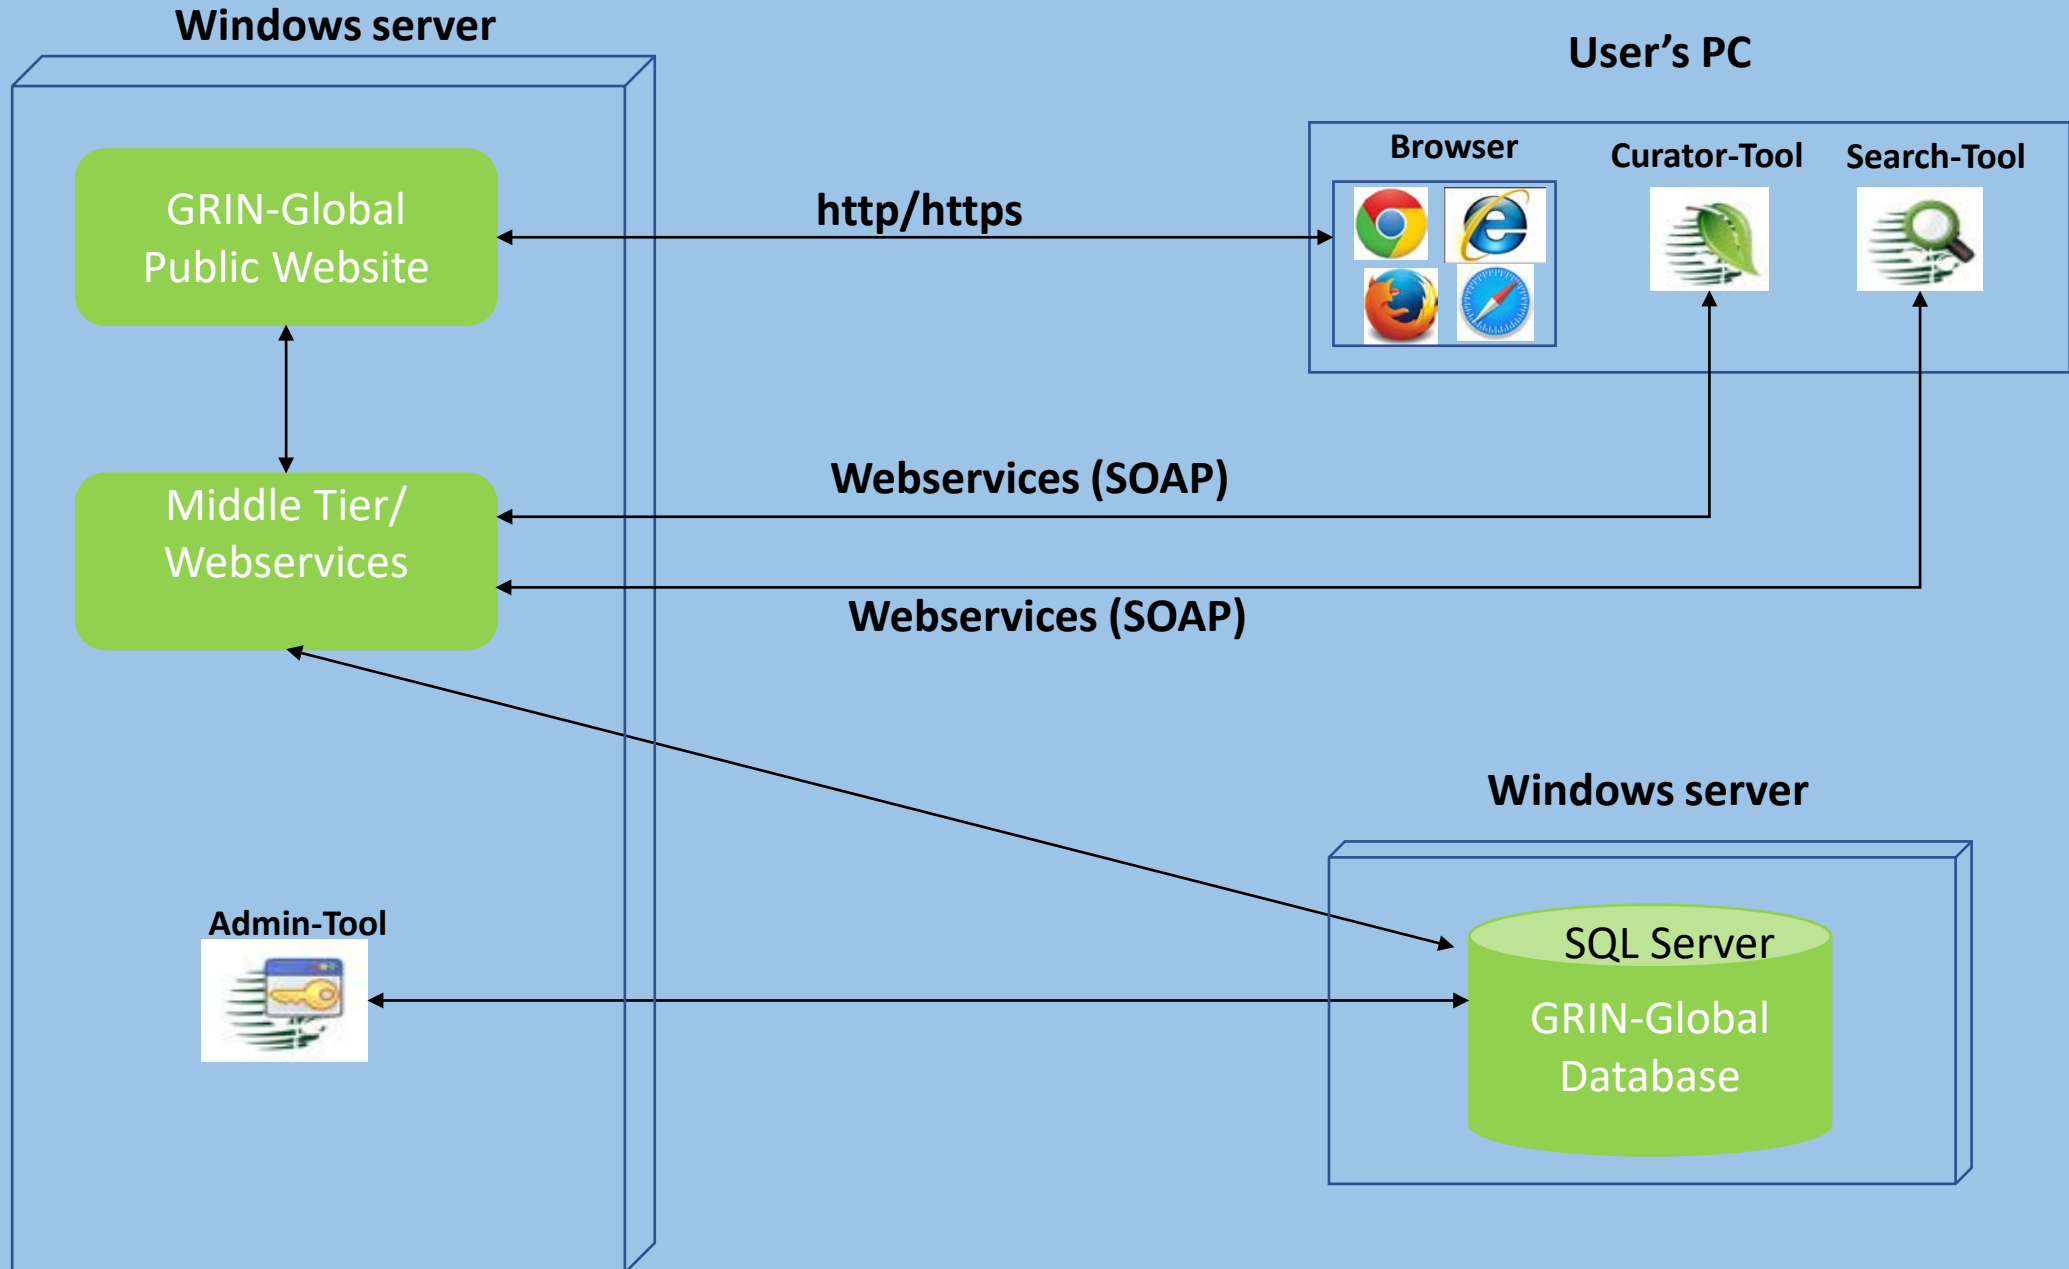 Windows server
User's PC
Browser
Curator-Tool
Search-Tool
GRIN-Global
Public Website
http/https
Middle Tier/
Webservices
Webservices (SOAP)
Webservices (SOAP)
Windows server
Admin-Tool
SQL Server
GRIN-Global
Database